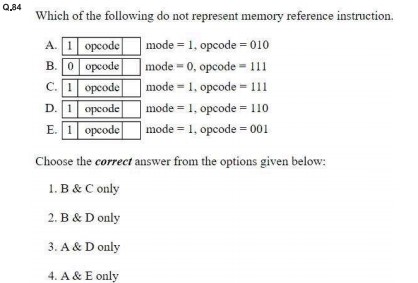 Q.84
Which of the following do not represent memory reference instruction.
A. 1 opcode mode = 1, opcode = 010
B. 0 opcode mode = 0, opcode = 111
C. 1 opcode mode = 1, opcode = 111
D. 1 opcode mode = 1, opcode = 110
E. 1 opcode mode = 1, opcode = 001
Choose the correct answer from the options given below:
1. B & C only
2. B & D only
3. A & D only
4. A & E only